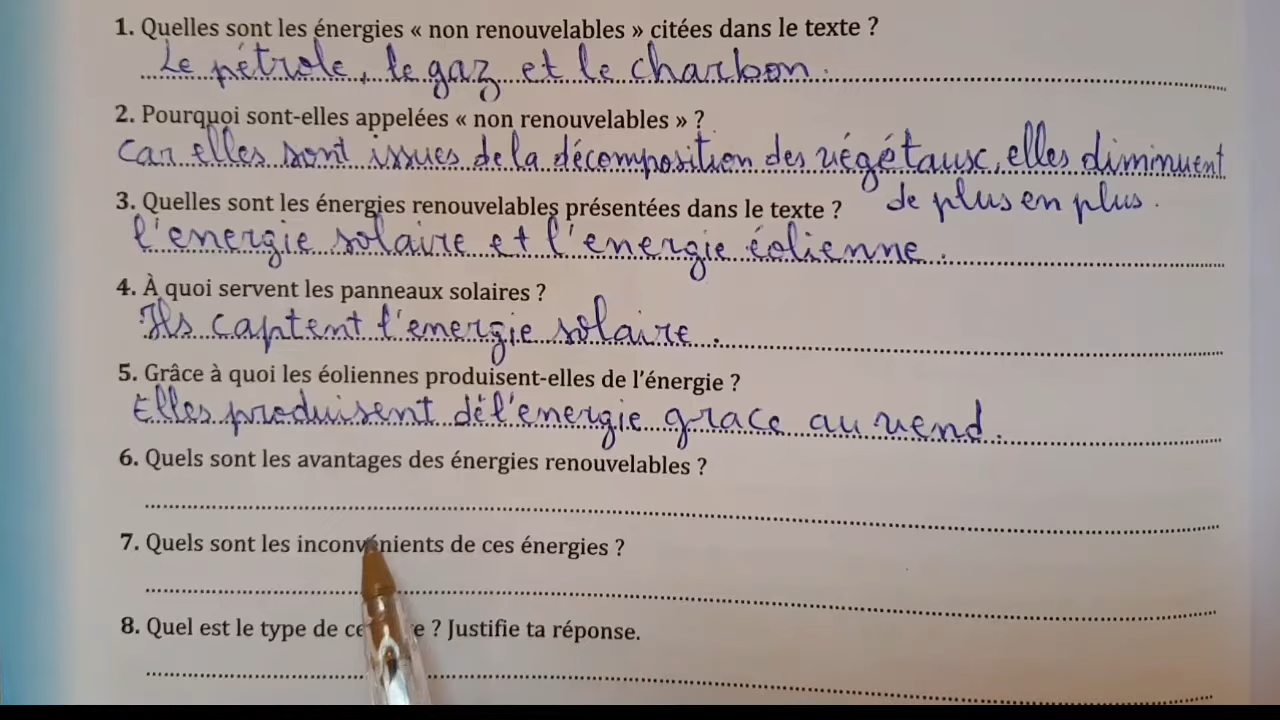 1. Quelles sont les énergies « non renouvelables » citées dans le texte ?
Le pétrole, le gaz et le charbon.
2. Pourquoi sont-elles appelées « non renouvelables » ?
Car elles sont issues de la décomposition des végétaux, elles diminuent
de plus en plus.
3. Quelles sont les énergies renouvelables présentées dans le texte ?
l'energie solaire et l'energie éolienne.
4. À quoi servent les panneaux solaires ?
Ils captent l'energie solaire.
5. Grâce à quoi les éoliennes produisent-elles de l'énergie ?
Elles produisent de l'energie grace au vend.
6. Quels sont les avantages des énergies renouvelables ?
7. Quels sont les inconvénients de ces énergies ?
8. Quel est le type de ? Justifie ta réponse.